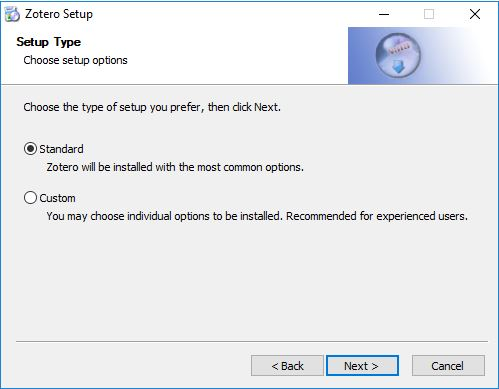 Zotero Setup
Setup Type
Choose setup options
Choose the type of setup you prefer, then click Next.
Standard
Zotero will be installed with the most common options.
Custom
You may choose individual options to be installed. Recommended for experienced users.
< Back
Next >
Cancel